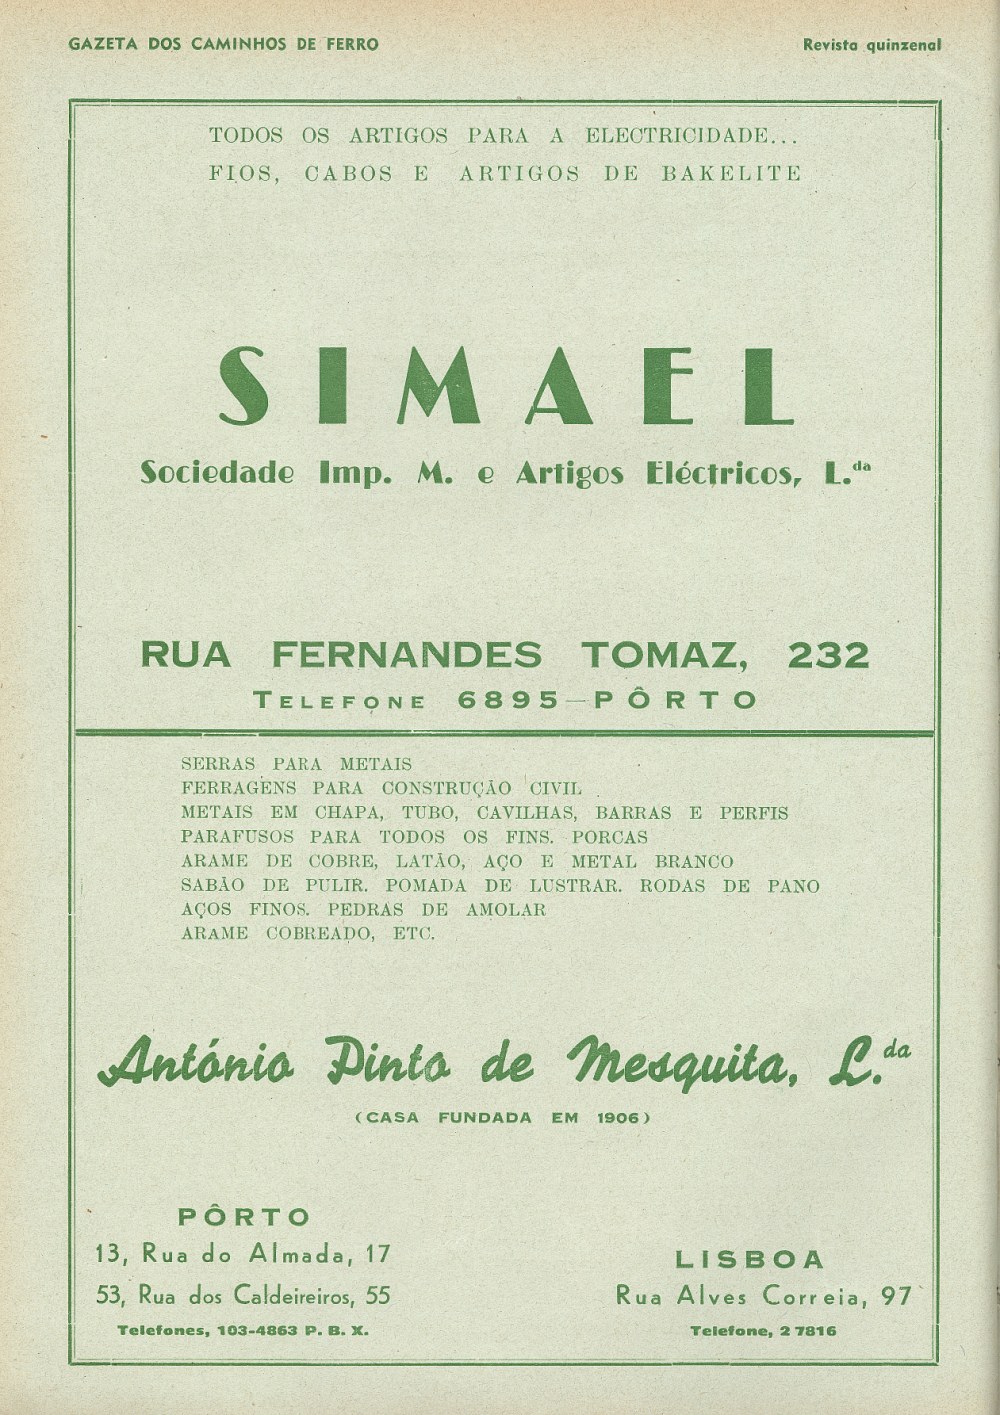 GAZETA DOS CAMINHOS DE FERRO
Revista quinzenal
TODOS OS ARTIGOS PARA A ELECTRICIDADE...
FIOS, CABOS E ARTIGOS DE BAKELITE
SIMAEL
Sociedade Imp. M. e Artigos Eléctricos, L.da
RUA FERNANDES TOMAZ, 232
TELEFONE 6895—PÔRTO
SERRAS PARA METAIS
FERRAGENS PARA CONSTRUÇÃO CIVIL
METAIS EM CHAPA, TUBO, CAVILHAS, BARRAS E PERFIS
PARAFUSOS PARA TODOS OS FINS. PORCAS
ARAME DE COBRE, LATÃO, AÇO E METAL BRANCO
SABÃO DE PULIR. POMADA DE LUSTRAR. RODAS DE PANO
AÇOS FINOS. PEDRAS DE AMOLAR
ARAME COBREADO, ETC.
António Pinto de Mesquita, L.da
(CASA FUNDADA EM 1906)
PÔRTO
13, Rua do Almada, 17
53, Rua dos Caldeireiros, 55
Telefones, 103-4863 P. B. X.
LISBOA
Rua Alves Correia, 97
Telefone, 2 7816